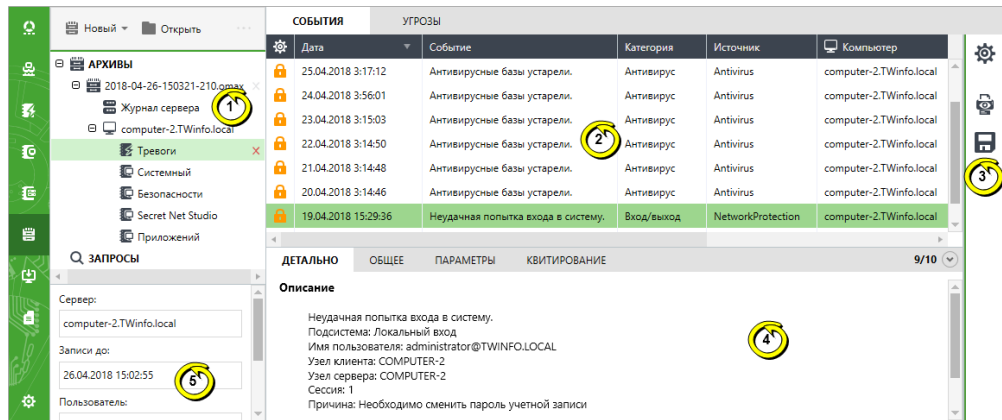 Новый Открыть ...
АРХИВЫ
2018-04-26-150321-210.omax
Журнал сервера
computer-2.TWinfo.local
Тревоги
Системный
Безопасности
Secret Net Studio
Приложений
ЗАПРОСЫ
1
Сервер:
computer-2.TWinfo.local
Записи до:
26.04.2018 15:02:55
5
Пользователь:
СОБЫТИЯ УГРОЗЫ
Дата Событие Категория Источник Компьютер
25.04.2018 3:17:12 Антивирусные базы устарели. Антивирус Antivirus computer-2.TWinfo.local
24.04.2018 3:56:01 Антивирусные базы устарели. Антивирус Antivirus computer-2.TWinfo.local
23.04.2018 3:15:03 Антивирусные базы устарели. Антивирус Antivirus computer-2.TWinfo.local
22.04.2018 3:14:50 Антивирусные базы устарели. Антивирус Antivirus computer-2.TWinfo.local
21.04.2018 3:14:48 Антивирусные базы устарели. Антивирус Antivirus computer-2.TWinfo.local
20.04.2018 3:14:46 Антивирусные базы устарели. Антивирус Antivirus computer-2.TWinfo.local
19.04.2018 15:29:36 Неудачная попытка входа в систему. Вход/выход NetworkProtection computer-2.TWinfo.local
2
3
ДЕТАЛЬНО ОБЩЕЕ ПАРАМЕТРЫ КВИТИРОВАНИЕ 9/10
Описание
Неудачная попытка входа в систему.
Подсистема: Локальный вход
Имя пользователя: administrator@TWINFO.LOCAL
Узел клиента: COMPUTER-2
Узел сервера: COMPUTER-2
Сессия: 1
Причина: Необходимо сменить пароль учетной записи
4